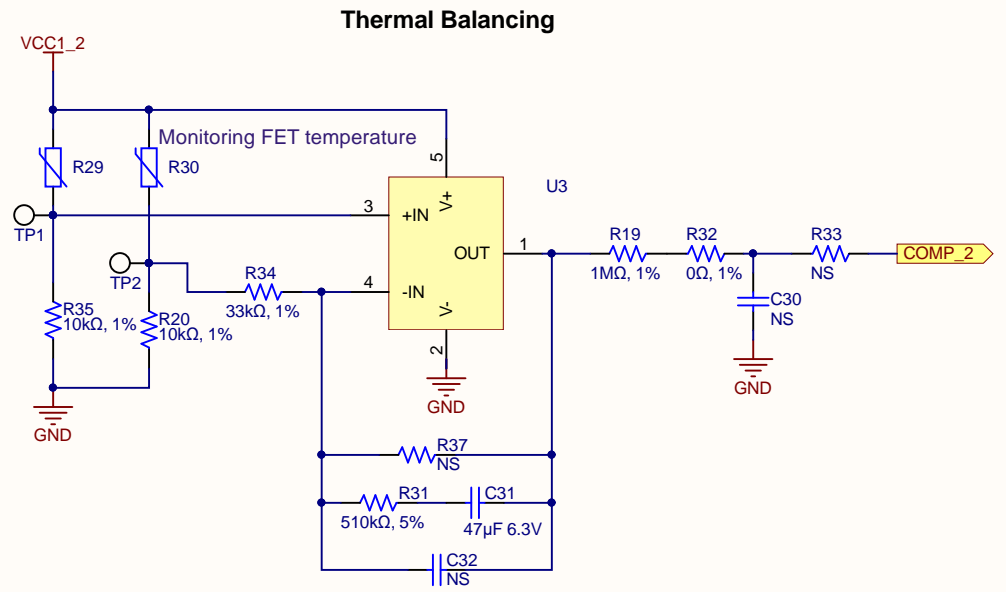 Thermal Balancing
VCC1_2
Monitoring FET temperature
R29
R30
5
U3
V+
3
+IN
TP1
1
OUT
R19
1MΩ, 1%
R32
0Ω, 1%
R33
NS
COMP_2
TP2
R34
33kΩ, 1%
4
-IN
V-
2
GND
R35
10kΩ, 1%
R20
10kΩ, 1%
C30
NS
GND
GND
R37
NS
R31
510kΩ, 5%
C31
47µF 6.3V
C32
NS